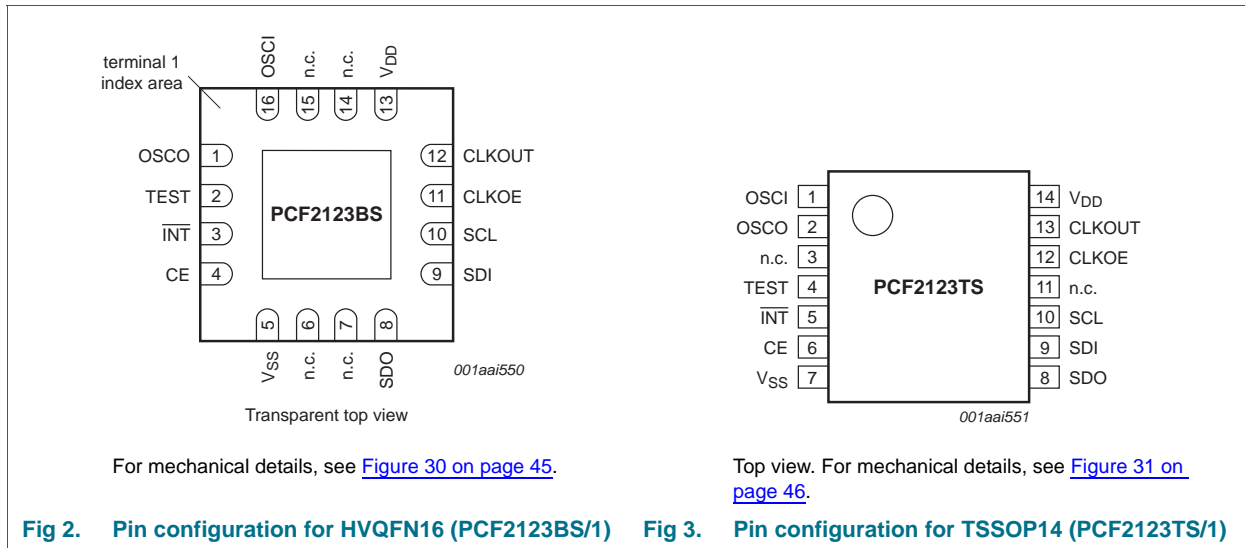 terminal 1
index area
OSCI
n.c.
n.c.
VDD
16
15
14
13
OSCO 1
12 CLKOUT
TEST 2
11 CLKOE
PCF2123BS
INT 3
10 SCL
CE 4
9 SDI
5
6
7
8
VSS
n.c.
n.c.
SDO
001aai550
Transparent top view
For mechanical details, see Figure 30 on page 45.
Fig 2. Pin configuration for HVQFN16 (PCF2123BS/1)
OSCI 1
14 VDD
OSCO 2
13 CLKOUT
n.c. 3
12 CLKOE
TEST 4
PCF2123TS
11 n.c.
INT 5
10 SCL
CE 6
9 SDI
VSS 7
8 SDO
001aai551
Top view. For mechanical details, see Figure 31 on
page 46.
Fig 3. Pin configuration for TSSOP14 (PCF2123TS/1)